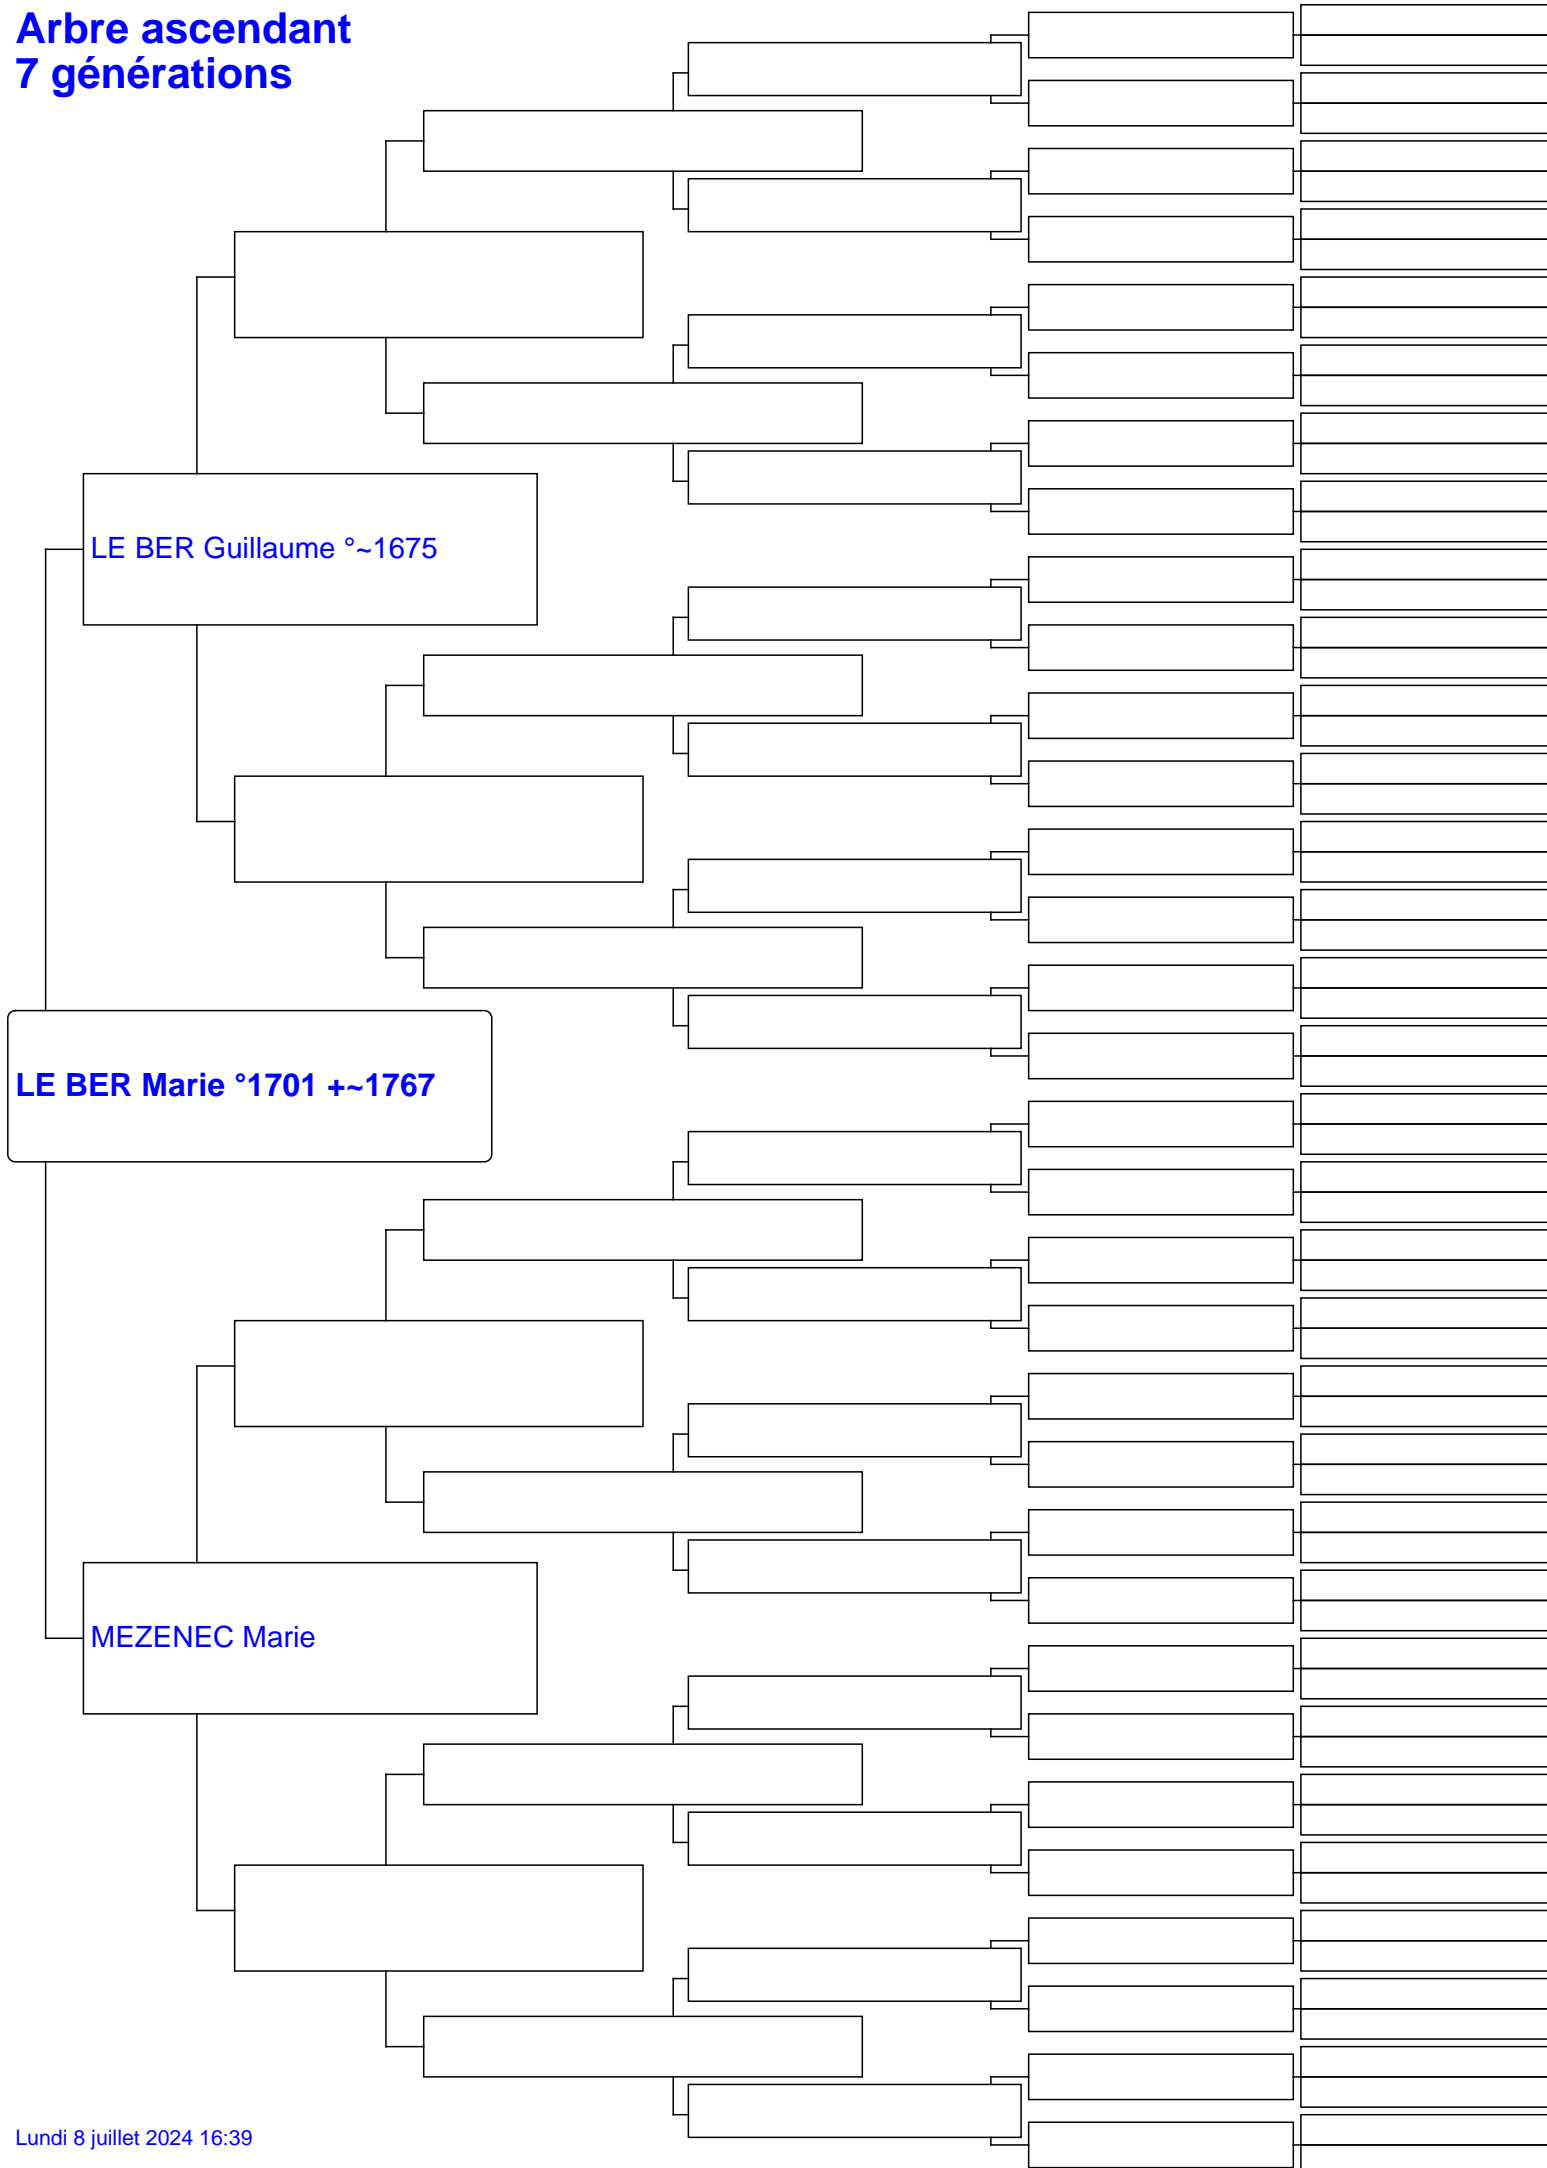 Arbre ascendant
7 générations
LE BER Guillaume °~1675
LE BER Marie °1701 +~1767
MEZENEC Marie
Lundi 8 juillet 2024 16:39